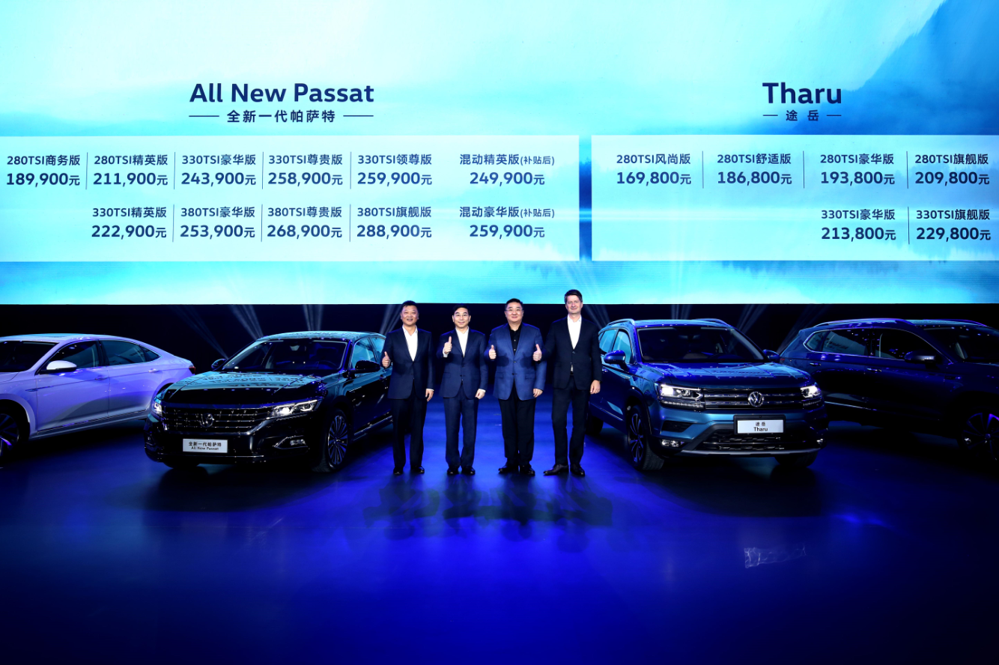 All New Passat
全新一代帕萨特
280TSI商务版 280TSI精英版 330TSI豪华版 330TSI尊贵版 330TSI领尊版 混动精英版(补贴后)
189,900元 211,900元 243,900元 258,900元 259,900元 249,900元
330TSI精英版 380TSI豪华版 380TSI尊贵版 380TSI旗舰版 混动豪华版(补贴后)
222,900元 253,900元 268,900元 288,900元 259,900元
Tharu
途岳
280TSI风尚版 280TSI舒适版 280TSI豪华版 280TSI旗舰版
169,800元 186,800元 193,800元 209,800元
330TSI豪华版 330TSI旗舰版
213,800元 229,800元
全新一代帕萨特
All New Passat
途岳
Tharu